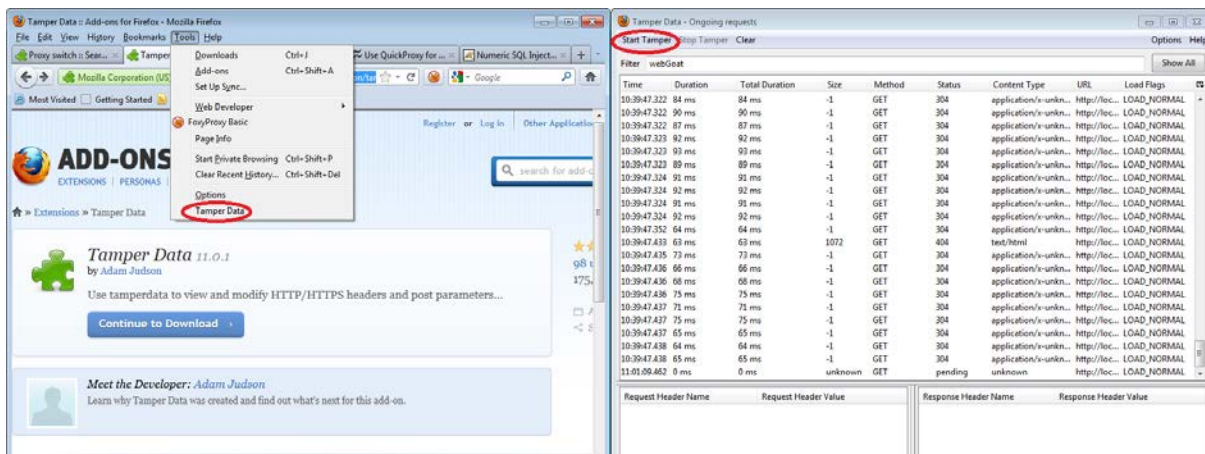 Tamper Data :: Add-ons for Firefox - Mozilla Firefox
File Edit View History Bookmarks Tools Help
Proxy switch :: Sear...
Tamper
Use QuickProxy for ...
Numeric SQL Inject...
Mozilla Corporation (US)
Google
Most Visited Getting Started
Downloads Ctrl+J
Add-ons Ctrl+Shift+A
Set Up Sync...
Web Developer
FoxyProxy Basic
Page Info
Start Private Browsing Ctrl+Shift+P
Clear Recent History... Ctrl+Shift+Del
Options
Tamper Data
Register or Log in Other Application
ADD-ONS
EXTENSIONS PERSONAS
search for add-o
» Extensions » Tamper Data
Tamper Data 11.0.1
by Adam Judson
Use tamperdata to view and modify HTTP/HTTPS headers and post parameters...
Continue to Download ›
98 u
175,
Meet the Developer: Adam Judson
Learn why Tamper Data was created and find out what's next for this add-on.
Tamper Data - Ongoing requests
Start Tamper Stop Tamper Clear Options Help
Filter webGoat Show All
Time Duration Total Duration Size Method Status Content Type URL Load Flags
10:39:47.322 84 ms 84 ms -1 GET 304 application/x-unkn... http://loc... LOAD_NORMAL
10:39:47.322 90 ms 90 ms -1 GET 304 application/x-unkn... http://loc... LOAD_NORMAL
10:39:47.322 87 ms 87 ms -1 GET 304 application/x-unkn... http://loc... LOAD_NORMAL
10:39:47.323 92 ms 92 ms -1 GET 304 application/x-unkn... http://loc... LOAD_NORMAL
10:39:47.323 93 ms 93 ms -1 GET 304 application/x-unkn... http://loc... LOAD_NORMAL
10:39:47.323 89 ms 89 ms -1 GET 304 application/x-unkn... http://loc... LOAD_NORMAL
10:39:47.324 91 ms 91 ms -1 GET 304 application/x-unkn... http://loc... LOAD_NORMAL
10:39:47.324 92 ms 92 ms -1 GET 304 application/x-unkn... http://loc... LOAD_NORMAL
10:39:47.324 91 ms 91 ms -1 GET 304 application/x-unkn... http://loc... LOAD_NORMAL
10:39:47.324 92 ms 92 ms -1 GET 304 application/x-unkn... http://loc... LOAD_NORMAL
10:39:47.352 64 ms 64 ms -1 GET 304 application/x-unkn... http://loc... LOAD_NORMAL
10:39:47.433 63 ms 63 ms 1072 GET 404 text/html http://loc... LOAD_NORMAL
10:39:47.435 73 ms 73 ms -1 GET 304 application/x-unkn... http://loc... LOAD_NORMAL
10:39:47.436 66 ms 66 ms -1 GET 304 application/x-unkn... http://loc... LOAD_NORMAL
10:39:47.436 68 ms 68 ms -1 GET 304 application/x-unkn... http://loc... LOAD_NORMAL
10:39:47.436 75 ms 75 ms -1 GET 304 application/x-unkn... http://loc... LOAD_NORMAL
10:39:47.437 71 ms 71 ms -1 GET 304 application/x-unkn... http://loc... LOAD_NORMAL
10:39:47.437 75 ms 75 ms -1 GET 304 application/x-unkn... http://loc... LOAD_NORMAL
10:39:47.437 65 ms 65 ms -1 GET 304 application/x-unkn... http://loc... LOAD_NORMAL
10:39:47.438 64 ms 64 ms -1 GET 304 application/x-unkn... http://loc... LOAD_NORMAL
10:39:47.438 65 ms 65 ms -1 GET 304 application/x-unkn... http://loc... LOAD_NORMAL
11:01:09.462 0 ms 0 ms unknown GET pending unknown http://loc... LOAD_NORMAL
Request Header Name Request Header Value Response Header Name Response Header Value